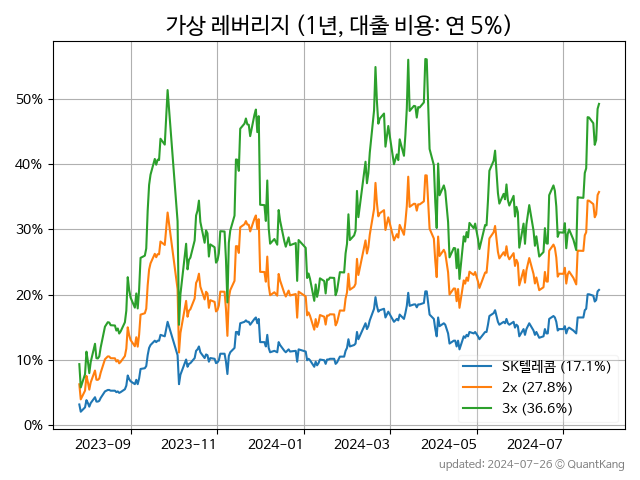 가상 레버리지 (1년, 대출 비용: 연 5%)
50%
40%
30%
20%
10%
0%
SK텔레콤 (17.1%)
2x (27.8%)
3x (36.6%)
2023-09 2023-11 2024-01 2024-03 2024-05 2024-07
updated: 2024-07-26 © QuantKang